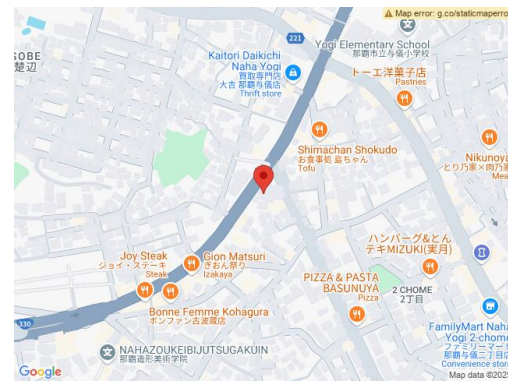 Map error: g.co/staticmaperro
221
Yogi Elementary School
那覇市立与儀小学校
SOBE
楚辺
Kaitori Daikichi
Naha Yogi
買取専門店
大吉 那覇与儀店
Thrift store
トーエ洋菓子店
Pastries
Shimachan Shokudo
お食事処 島ちゃん
Tofu
Nikunoya
とり乃家×肉乃家
Mea
Joy Steak
ジョイ・ステーキ
Steak
Gion Matsuri
ぎおん祭り
Izakaya
ハンバーグ&とん
テキMIZUKI(実月)
PIZZA & PASTA
BASUNUYA
Pizza
2 CHOME
2丁目
Bonne Femme Kohagura
ボンファン古波蔵店
330
FamilyMart Naha
Yogi 2-chome
ファミリーマート
那覇与儀二丁目店
Convenience store
NAHAZOUKEIBIJUTSUGAKUIN
那覇造形美術学院
Google
Map data ©2025